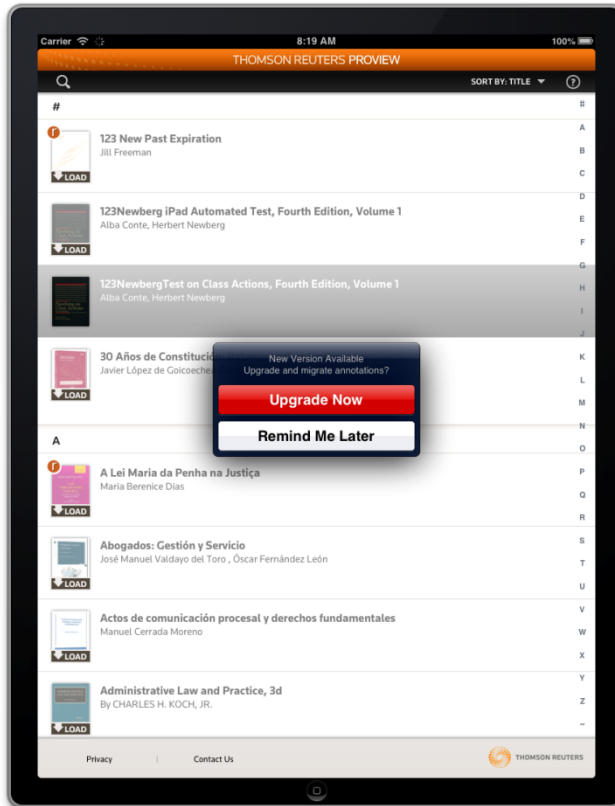 Carrier 8:19 AM 100%
THOMSON REUTERS PROVIEW
SORT BY: TITLE ?
# #
A
r 123 New Past Expiration
Jill Freeman
B
LOAD
C
D
123Newberg iPad Automated Test, Fourth Edition, Volume 1
Alba Conte, Herbert Newberg
E
F
LOAD
G
123NewbergTest on Class Actions, Fourth Edition, Volume 1
Alba Conte, Herbert Newberg
H
I
J
30 Años de
Javier López de
K
L
LOAD
M
New Version Available
Upgrade and migrate annotations?
Upgrade Now
Remind Me Later
N
A
O
r A Lei Maria da Penha na Justiça
Maria Berenice Dias
P
Q
LOAD
R
Abogados: Gestión y Servicio
José Manuel Valdayo del Toro , Óscar Fernández León
S
T
LOAD
U
Actos de comunicación procesal y derechos fundamentales
Manuel Cerrada Moreno
V
W
LOAD
X
Administrative Law and Practice, 3d
By CHARLES H. KOCH, JR.
Y
Z
LOAD
~
Privacy | Contact Us THOMSON REUTERS